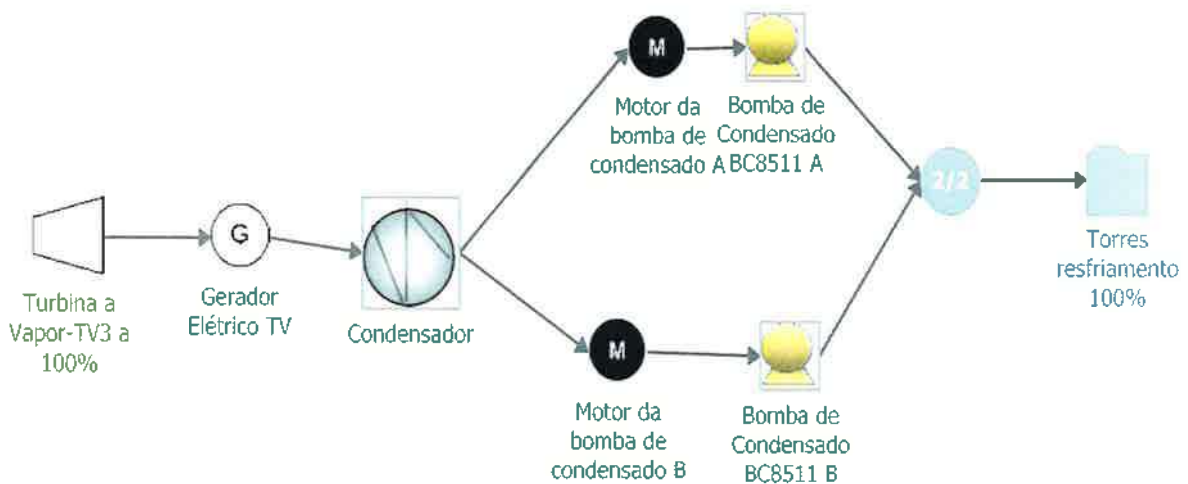 M
Motor da
bomba de
condensado A
Bomba de
Condensado
BC8511 A
2/2
Torres
resfriamento
100%
G
Turbina a
Vapor-TV3 a
100%
Gerador
Elétrico TV
Condensador
M
Motor da
bomba de
condensado B
Bomba de
Condensado
BC8511 B